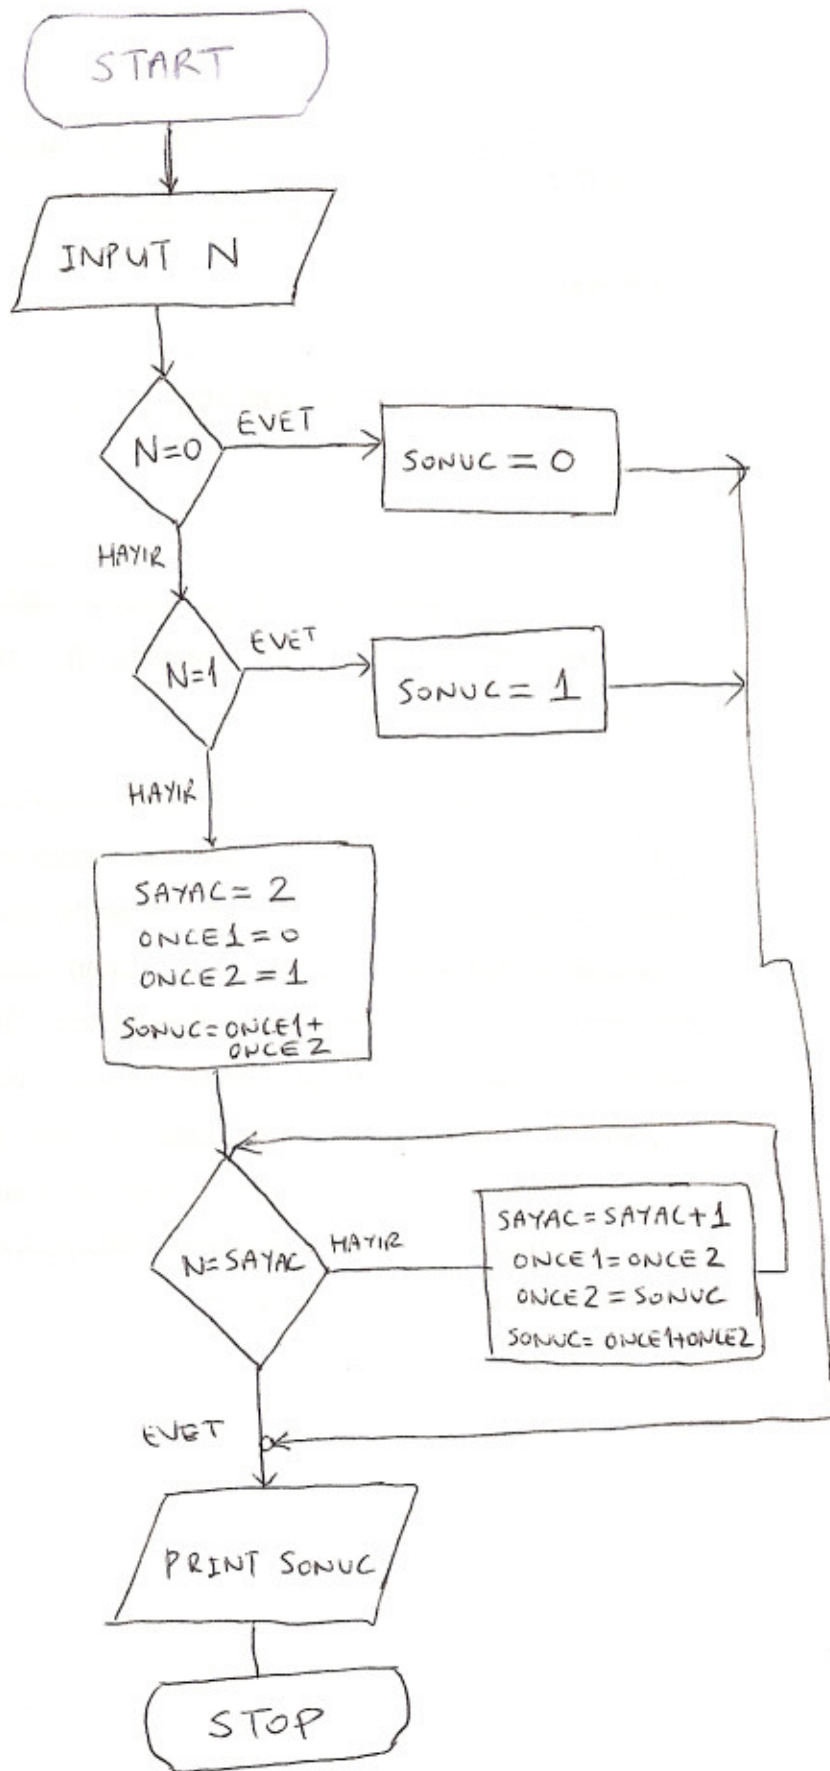 START
INPUT N
N=0
EVET
SONUC = 0
HAYIR
N=1
EVET
SONUC = 1
HAYIR
SAYAC = 2
ONCE1 = 0
ONCE2 = 1
SONUC = ONCE1+
ONCE2
N=SAYAC
HAYIR
SAYAC = SAYAC+1
ONCE1 = ONCE2
ONCE2 = SONUC
SONUC = ONCE1+ONCE2
EVET
PRINT SONUC
STOP